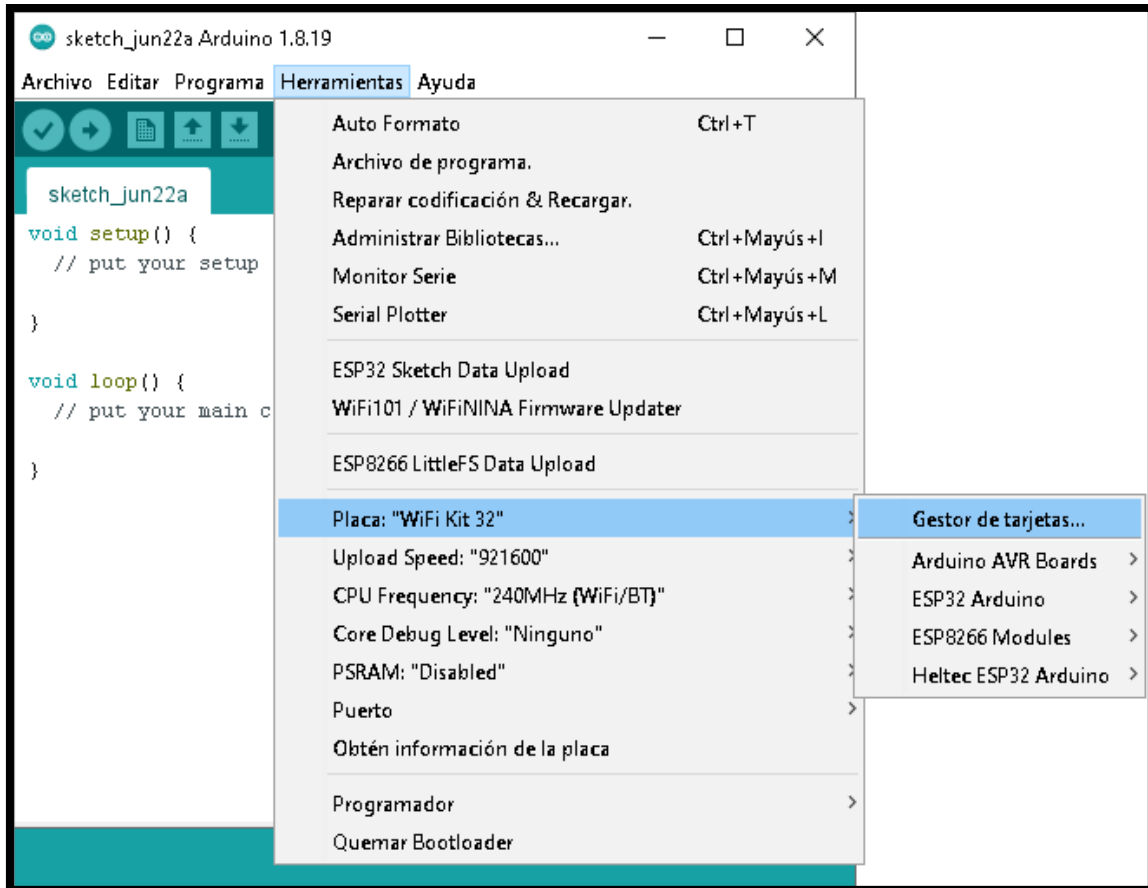 sketch_jun22a Arduino 1.8.19
Archivo Editar Programa Herramientas Ayuda
sketch_jun22a
void setup() {
// put your setup
}
void loop() {
// put your main c
}
Auto Formato Ctrl+T
Archivo de programa.
Reparar codificación & Recargar.
Administrar Bibliotecas... Ctrl+Mayús+I
Monitor Serie Ctrl+Mayús+M
Serial Plotter Ctrl+Mayús+L
ESP32 Sketch Data Upload
WiFi101 / WiFiNINA Firmware Updater
ESP8266 LittleFS Data Upload
Placa: "WiFi Kit 32"
Upload Speed: "921600"
CPU Frequency: "240MHz (WiFi/BT)"
Core Debug Level: "Ninguno"
PSRAM: "Disabled"
Puerto
Obtén información de la placa
Programador
Quemar Bootloader
Gestor de tarjetas...
Arduino AVR Boards
ESP32 Arduino
ESP8266 Modules
Heltec ESP32 Arduino